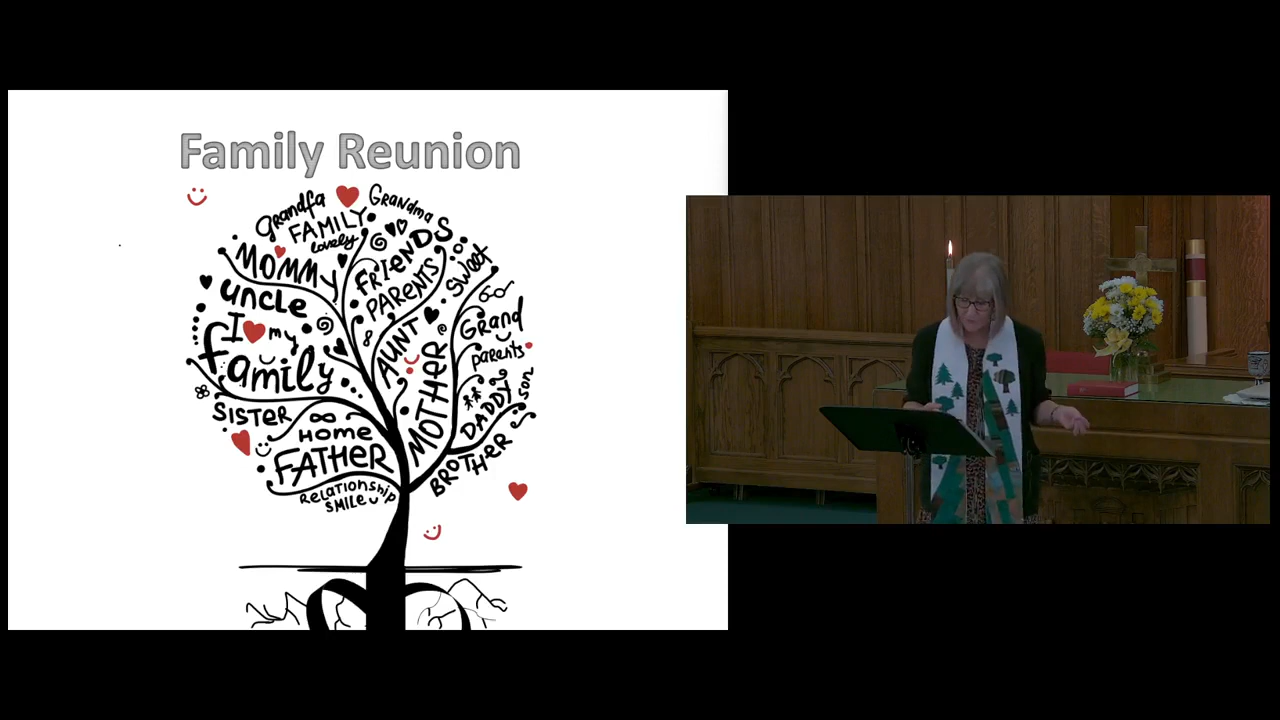 Family Reunion
Grandfa
Grandma
FAMILY
lovely
FRIENDS
MOMMY
PARENTS
sweet
uncle
I my
family
AUNT
Grand
parents
MOTHER
son
DADDY
SISTER
HOME
FATHER
BROTHER
RELATIONSHIP
SMILE